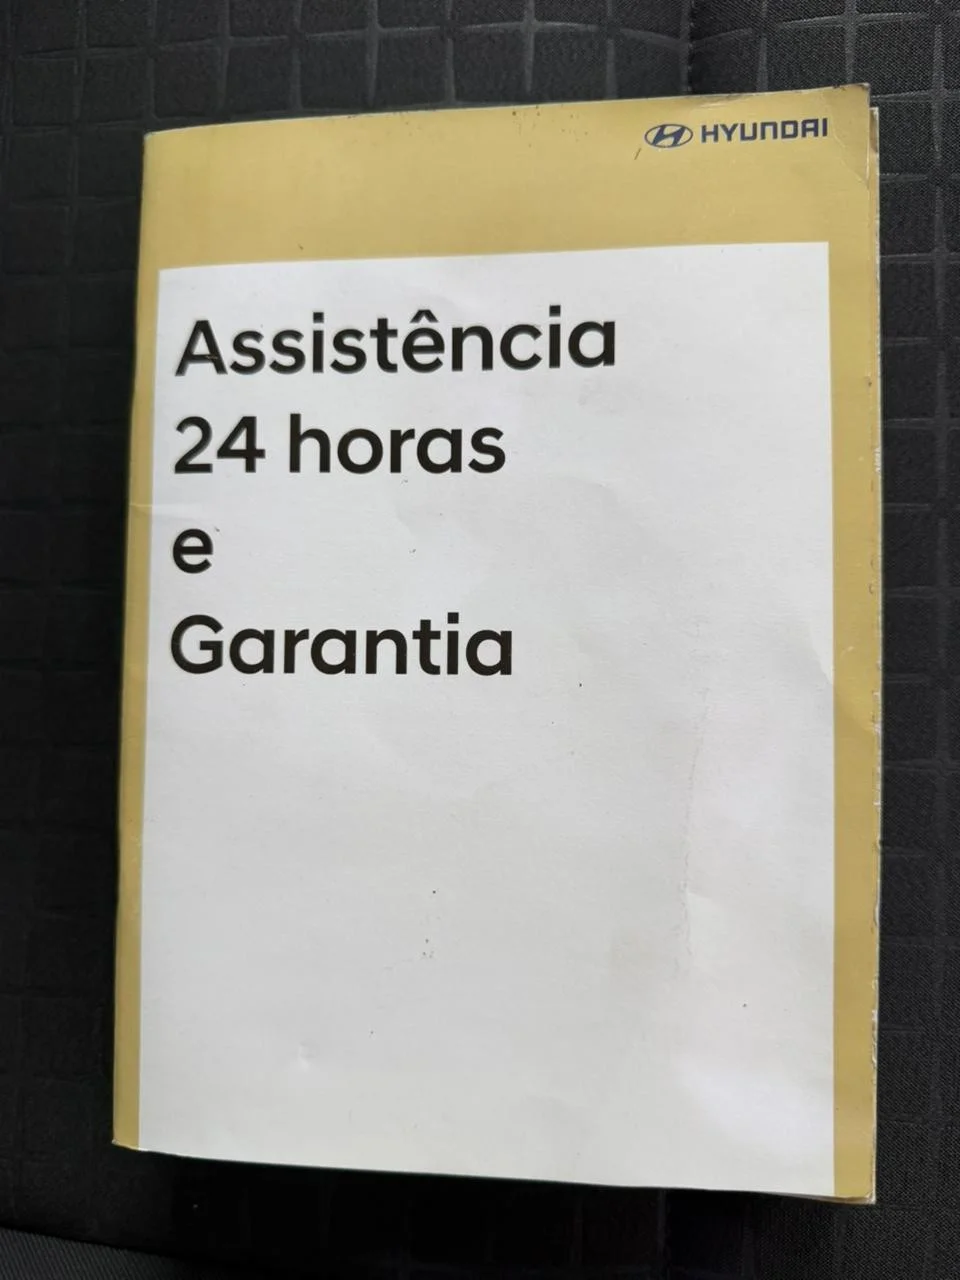 HYUNDAI
Assistência
24 horas
e
Garantia